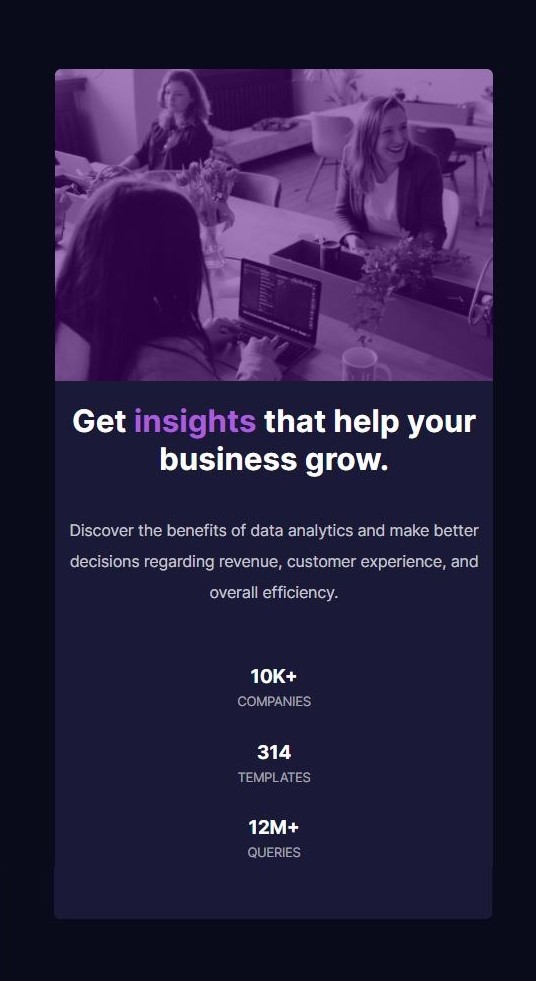 Get insights that help your
business grow.
Discover the benefits of data analytics and make better
decisions regarding revenue, customer experience, and
overall efficiency.
10K+
COMPANIES
314
TEMPLATES
12M+
QUERIES